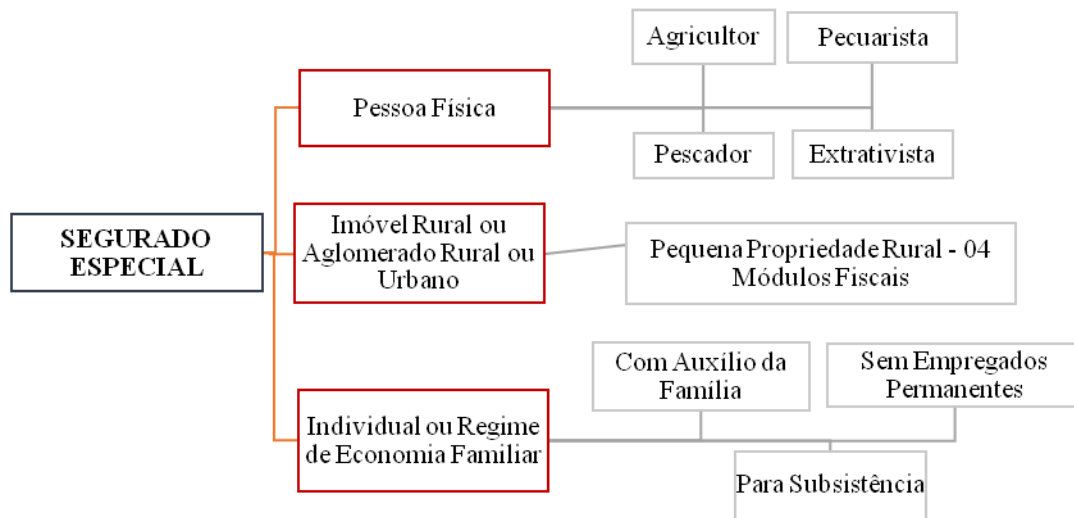 SEGURADO
ESPECIAL
Pessoa Física
Agricultor
Pecuarista
Pescador
Extrativista
Imóvel Rural ou
Aglomerado Rural ou
Urbano
Pequena Propriedade Rural - 04
Módulos Fiscais
Individual ou Regime
de Economia Familiar
Com Auxílio da
Família
Sem Empregados
Permanentes
Para Subsistência